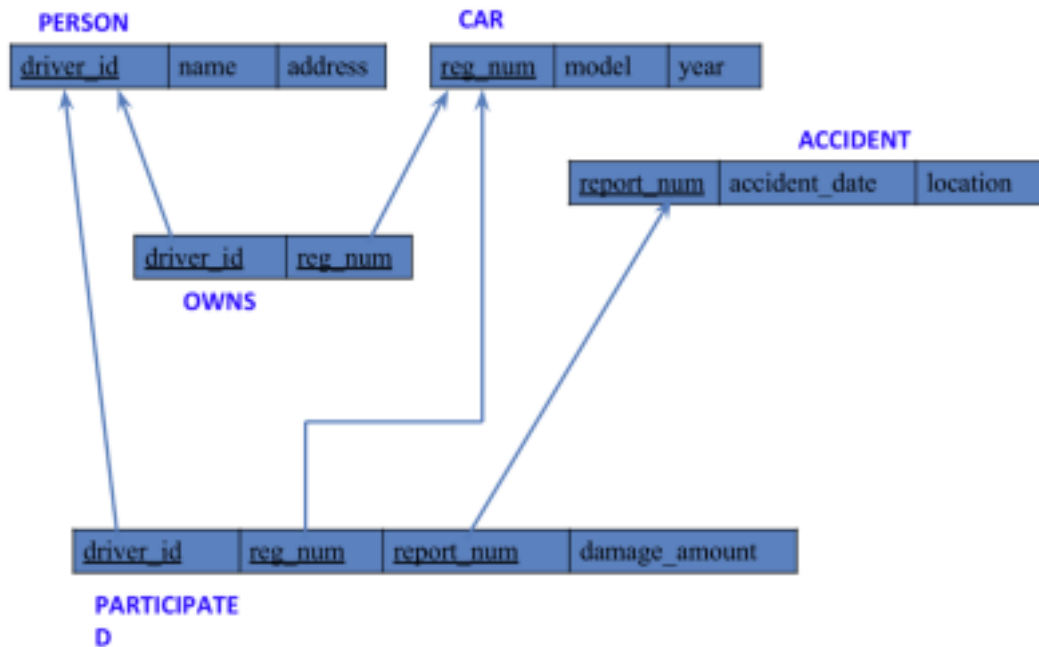 PERSON
driver_id name address
CAR
reg_num model year
ACCIDENT
report_num accident_date location
driver_id reg_num
OWNS
driver_id reg_num report_num damage_amount
PARTICIPATE
D